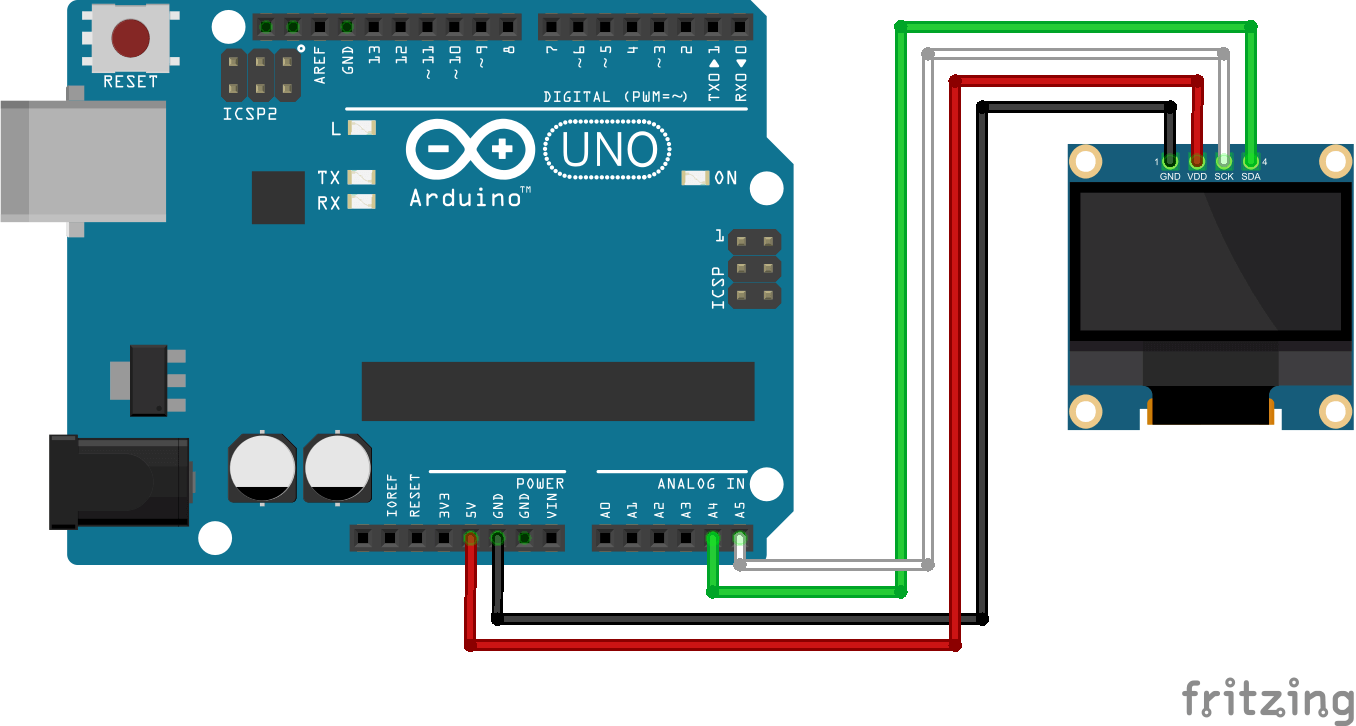 RESET
ICSP2
AREF
GND
13
12
~11
~10
~9
8
7
~6
~5
4
~3
2
TX0▶1
RX0◀0
DIGITAL (PWM=~)
L
TX
RX
Arduino™
UNO
ON
1
ICSP
1 4
GND VDD SCK SDA
IOREF
RESET
3V3
5V
GND
GND
VIN
POWER
A0
A1
A2
A3
A4
A5
ANALOG IN
fritzing